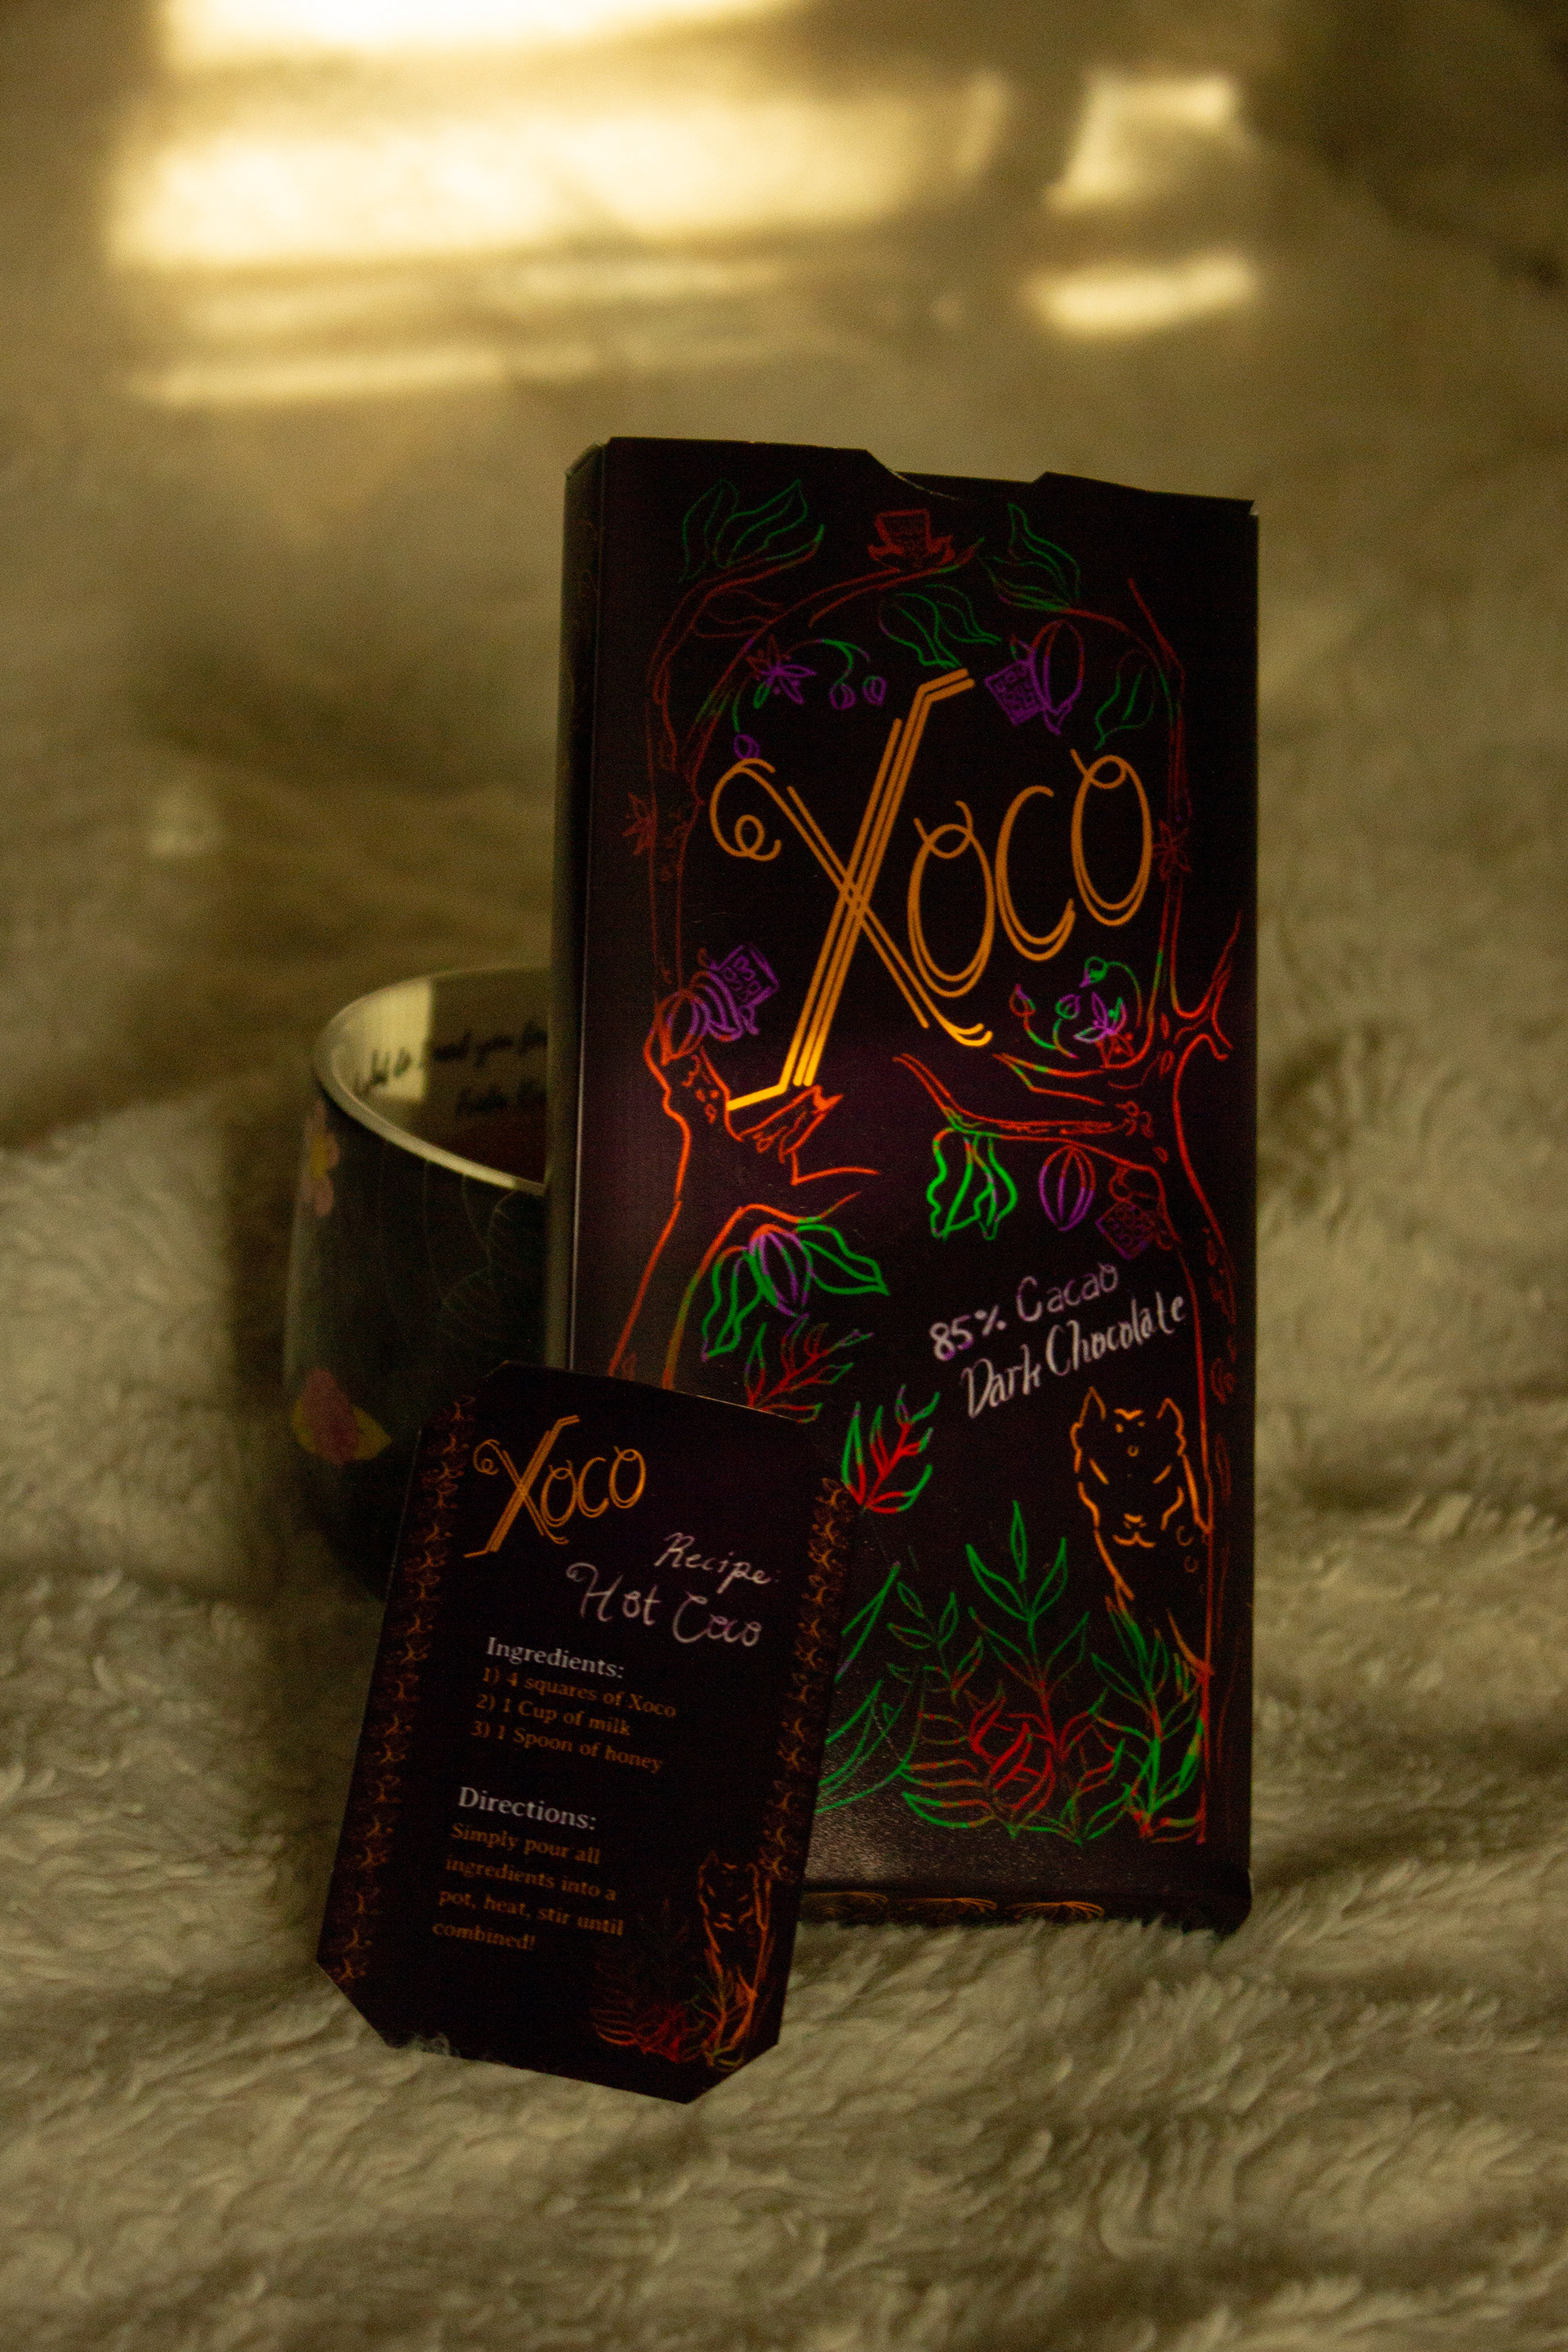 Xoco
85% Cacao
Dark Chocolate
Xoco
Recipe:
Hot Coco
Ingredients:
1) 4 squares of Xoco
2) 1 Cup of milk
3) 1 Spoon of honey
Directions:
Simply pour all
ingredients into a
pot, heat, stir until
combined!